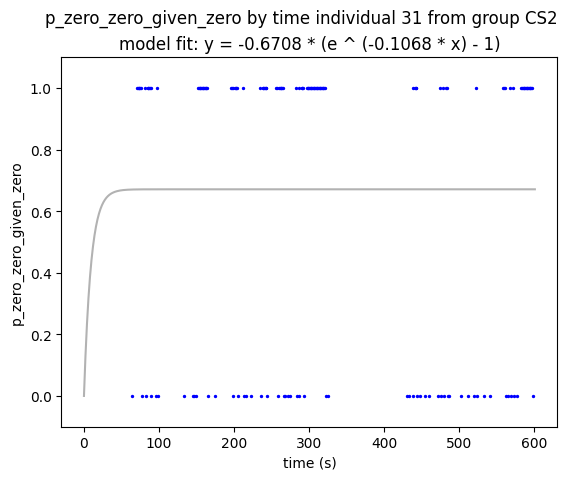 p_zero_zero_given_zero by time individual 31 from group CS2
model fit: y = -0.6708 * (e ^ (-0.1068 * x) - 1)
1.0
0.8
0.6
0.4
0.2
0.0
p_zero_zero_given_zero
0 100 200 300 400 500 600
time (s)